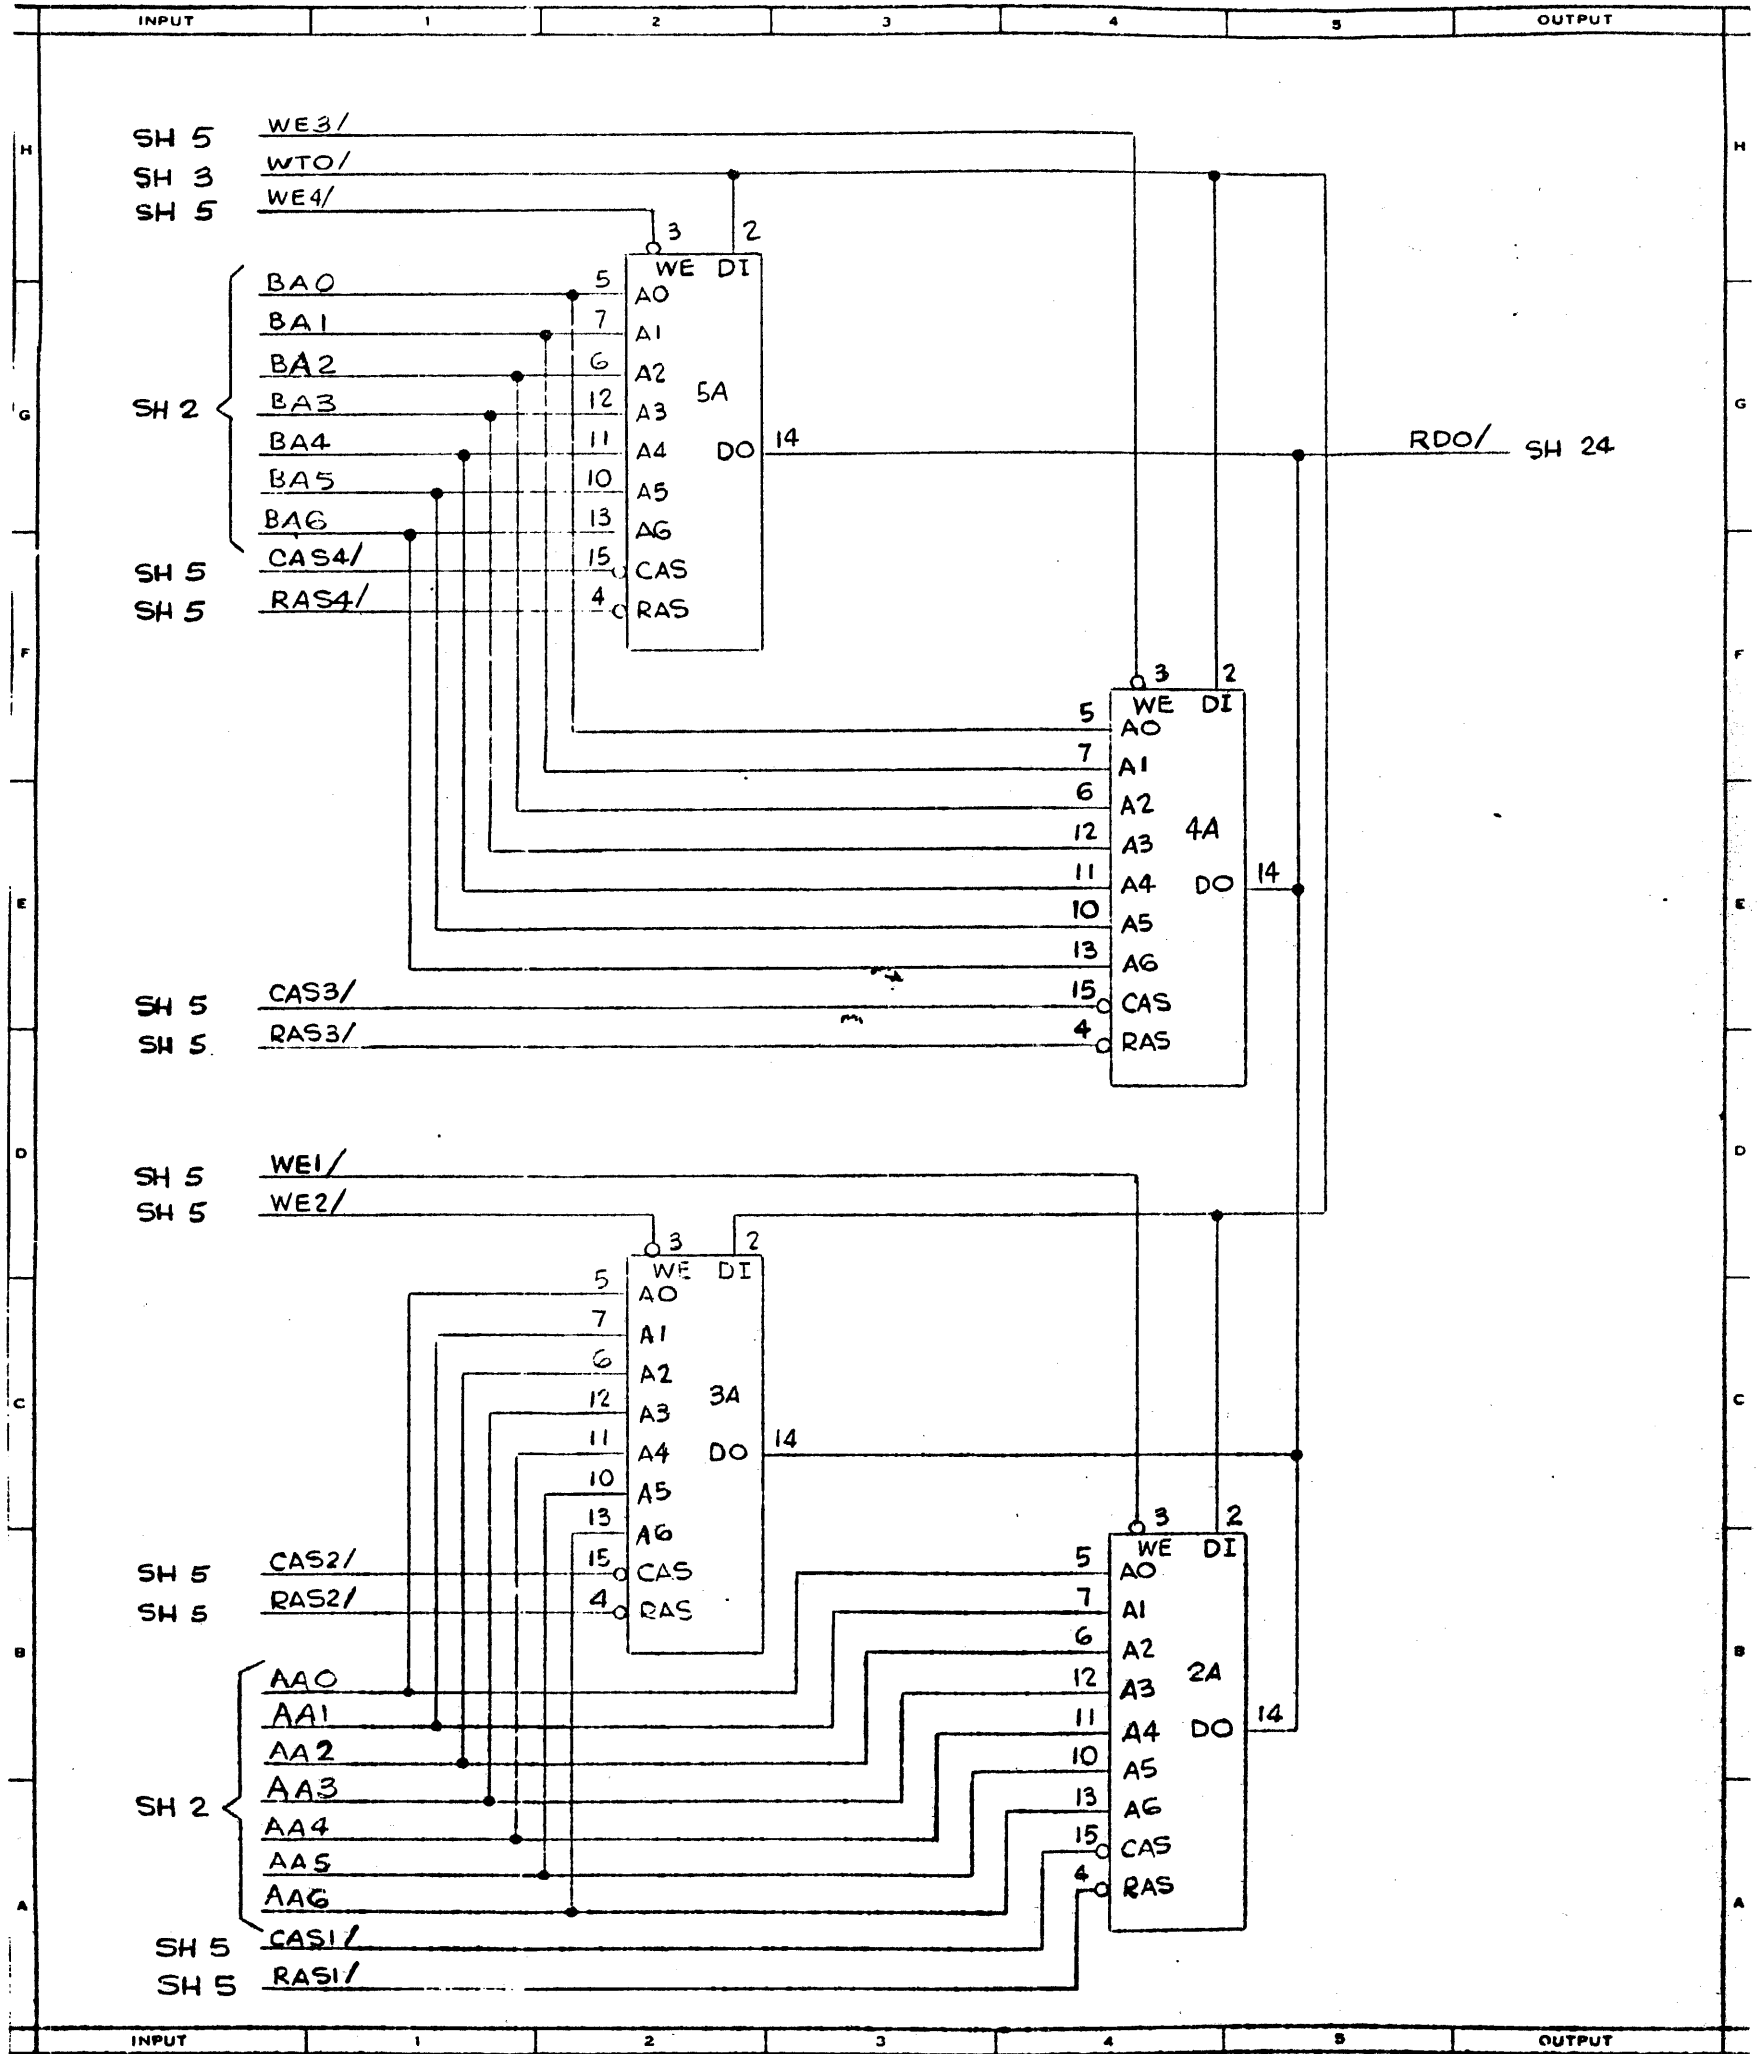 INPUT 1 2 3 4 5 OUTPUT
H H
SH 5 WE3/
SH 3 WTO/
SH 5 WE4/
3 2
WE DI
BA0 5 A0
BA1 7 A1
BA2 6 A2
5A
SH 2 BA3 12 A3
G G
BA4 11 A4 DO 14 RDO/ SH 24
BA5 10 A5
BA6 13 A6
SH 5 CAS4/ 15 CAS
SH 5 RAS4/ 4 RAS
F F
3 2
WE DI
5 A0
7 A1
6 A2
4A
12 A3
11 A4 DO 14
E E
10 A5
13 A6
SH 5 CAS3/ 15 CAS
SH 5 RAS3/ 4 RAS
D D
SH 5 WE1/
SH 5 WE2/
3 2
WE DI
5 A0
7 A1
6 A2
3A
C C
12 A3
11 A4 DO 14
10 A5
13 A6
3 2
WE DI
SH 5 CAS2/ 15 CAS 5 A0
SH 5 RAS2/ 4 RAS 7 A1
B B
6 A2
2A
AA0 12 A3
AA1 11 A4 DO 14
AA2 10 A5
SH 2 AA3 13 A6
AA4 15 CAS
AA5 4 RAS
AA6
A A
SH 5 CAS1/
SH 5 RAS1/
INPUT 1 2 3 4 5 OUTPUT